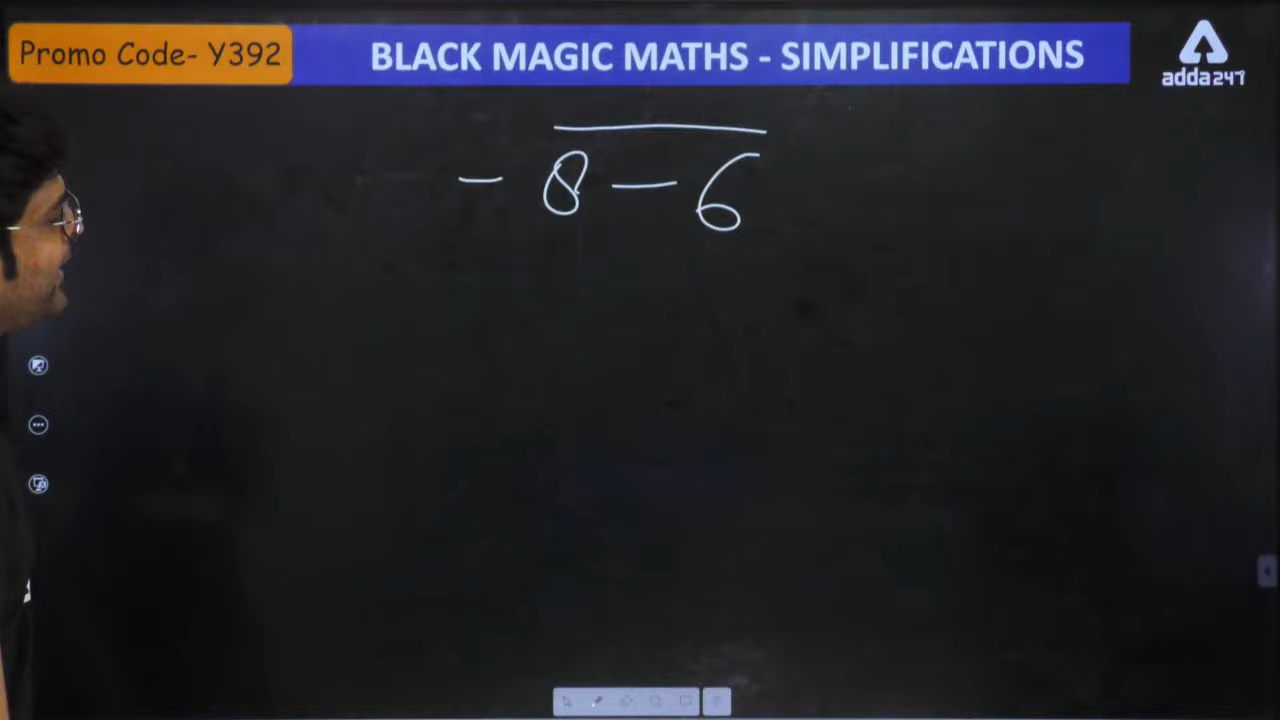 Promo Code- Y392
BLACK MAGIC MATHS - SIMPLIFICATIONS
adda247
- 8 - 6